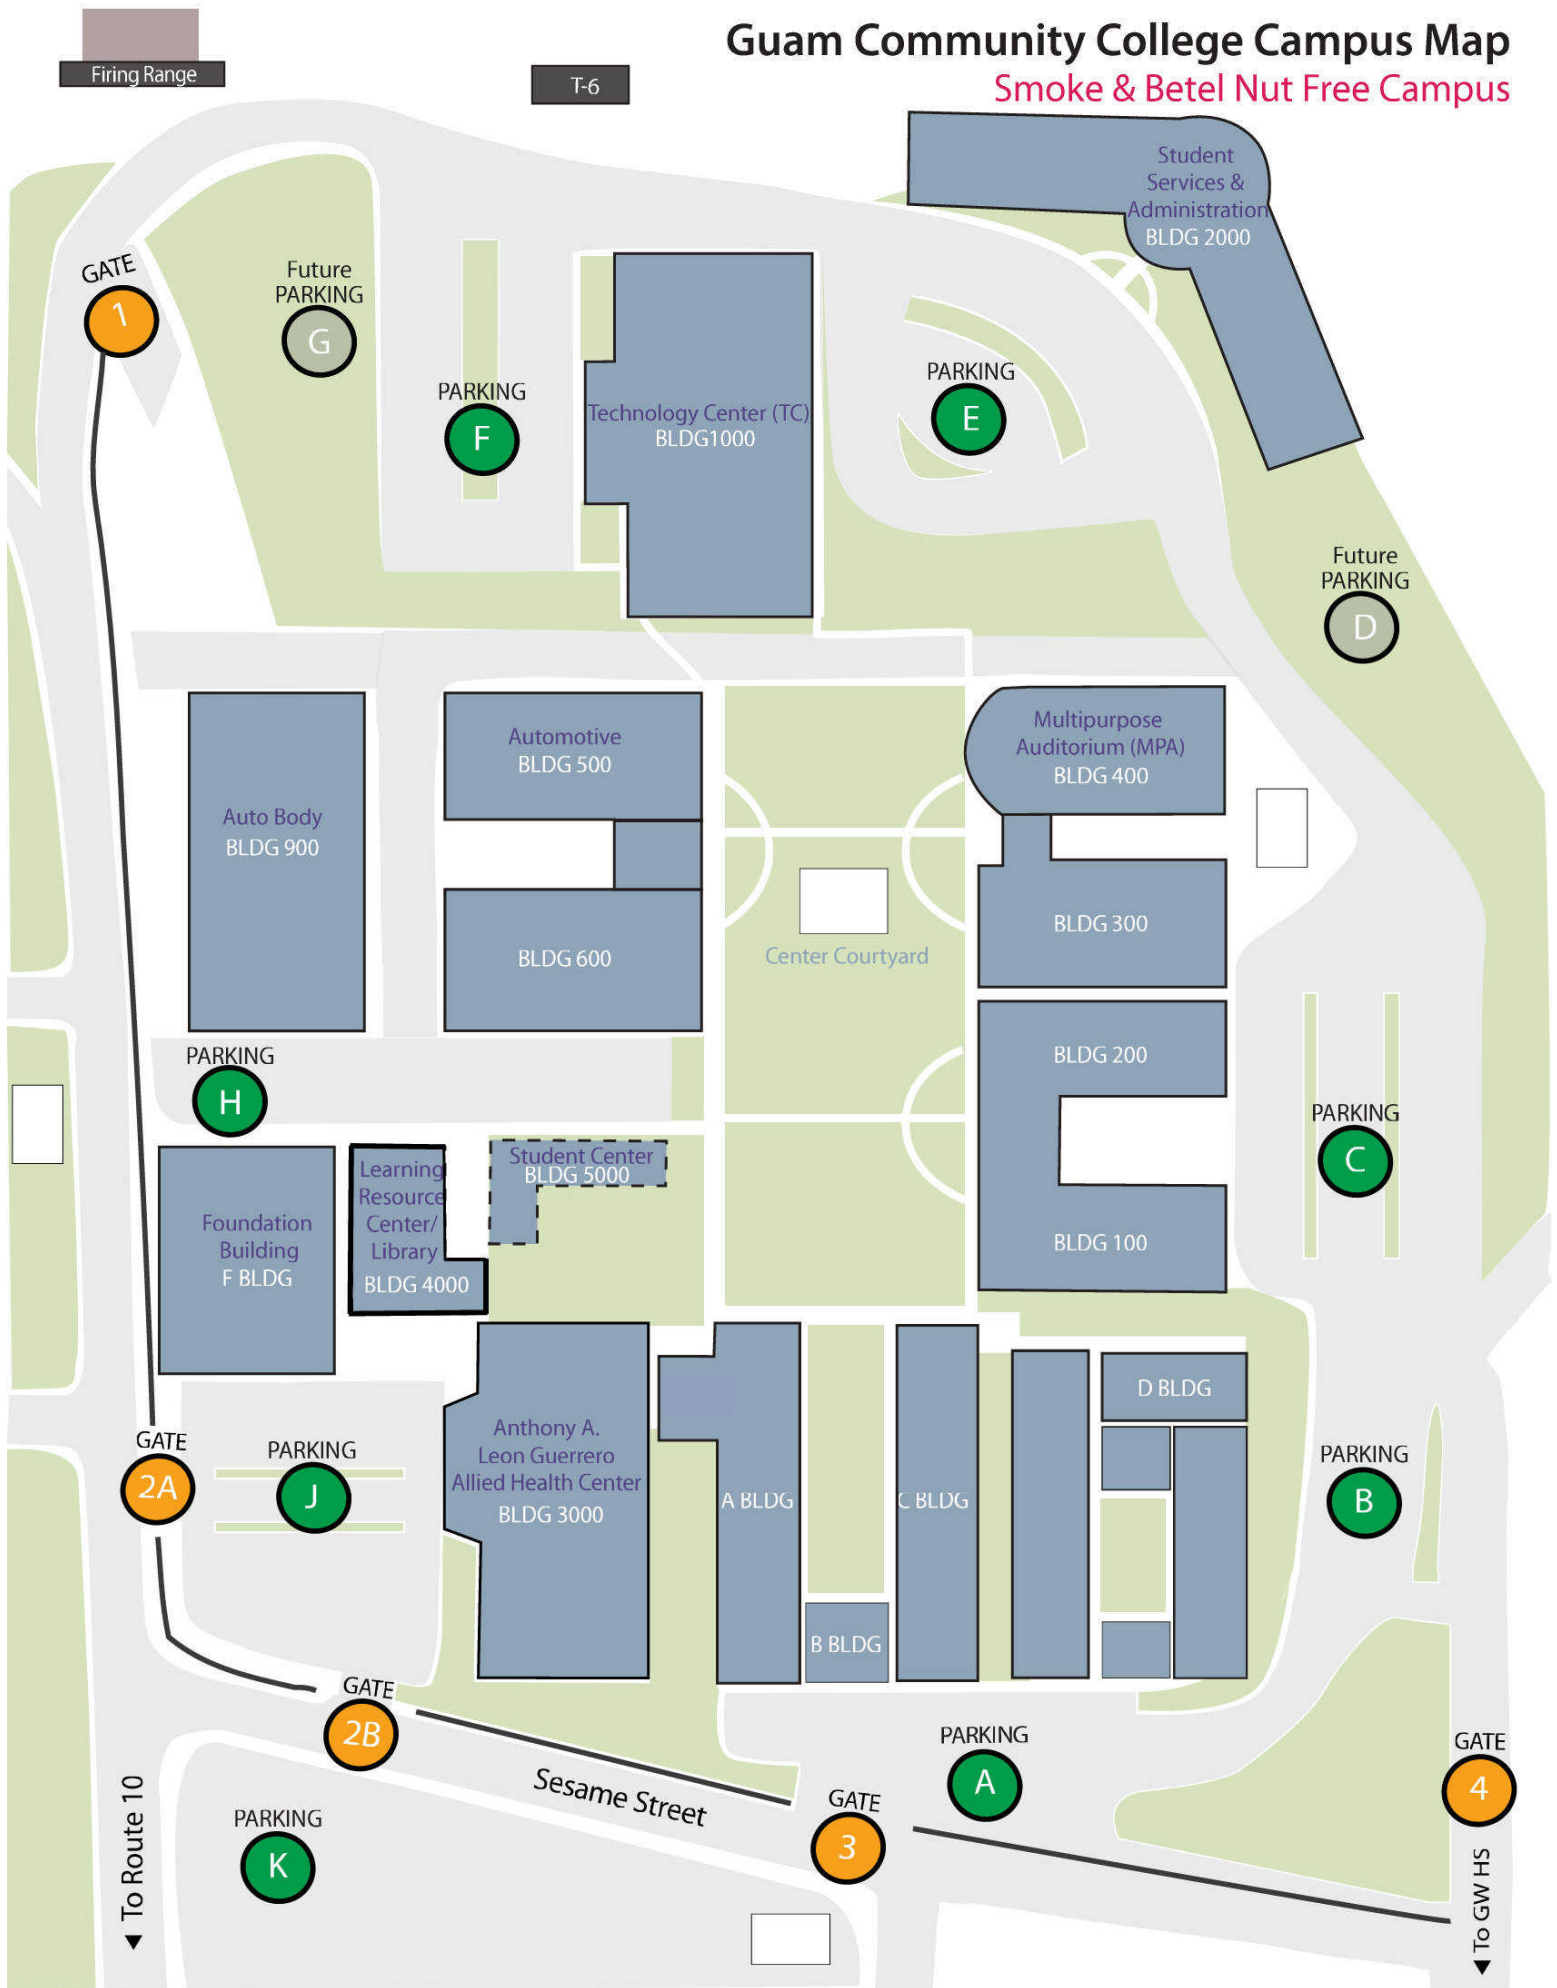 Guam Community College Campus Map
Smoke & Betel Nut Free Campus
Firing Range
T-6
Student
Services &
Administration
BLDG 2000
GATE
1
Future
PARKING
G
PARKING
F
Technology Center (TC)
BLDG1000
PARKING
E
Future
PARKING
D
Automotive
BLDG 500
Multipurpose
Auditorium (MPA)
BLDG 400
Auto Body
BLDG 900
BLDG 600
Center Courtyard
BLDG 300
PARKING
H
BLDG 200
PARKING
C
Foundation
Building
F BLDG
Learning
Resource
Center/
Library
BLDG 4000
Student Center
BLDG 5000
BLDG 100
D BLDG
GATE
2A
PARKING
J
Anthony A.
Leon Guerrero
Allied Health Center
BLDG 3000
A BLDG
C BLDG
B BLDG
PARKING
B
GATE
2B
Sesame Street
GATE
3
PARKING
A
GATE
4
To Route 10
PARKING
K
To GW HS